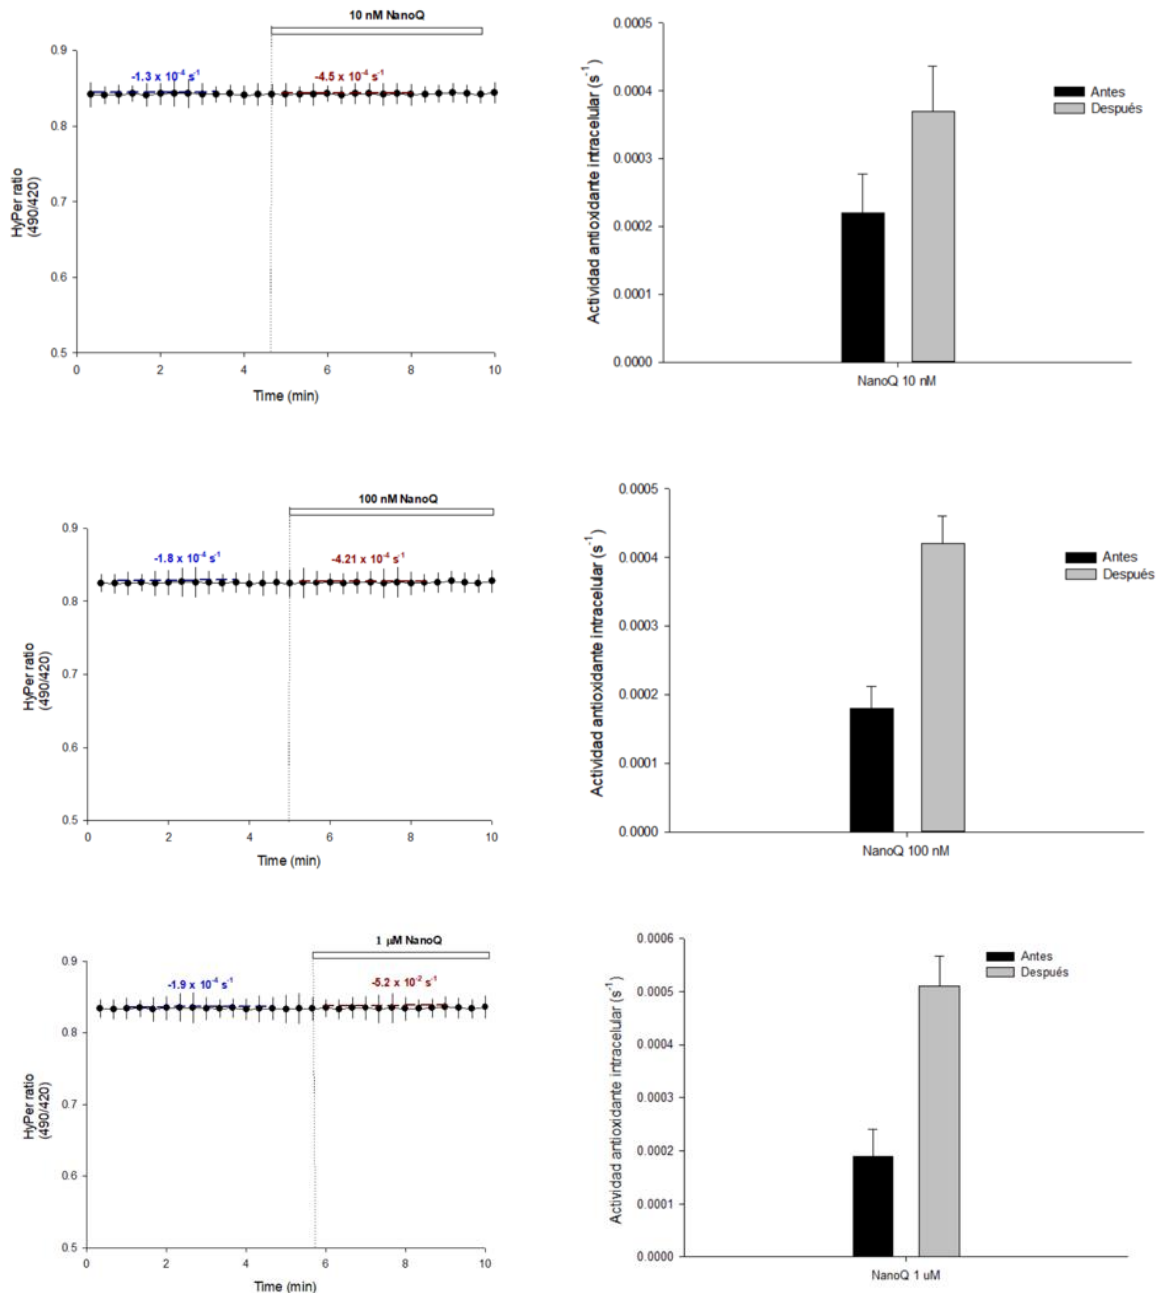 10 nM NanoQ
-1.3 x 10⁻⁴ s⁻¹
-4.5 x 10⁻⁴ s⁻¹
0.9
0.8
0.7
0.6
0.5
HyPer ratio
(490/420)
0 2 4 6 8 10
Time (min)
0.0005
0.0004
0.0003
0.0002
0.0001
0.0000
Actividad antioxidante intracelular (s⁻¹)
Antes
Después
NanoQ 10 nM
100 nM NanoQ
-1.8 x 10⁻⁴ s⁻¹
-4.21 x 10⁻⁴ s⁻¹
0.9
0.8
0.7
0.6
0.5
HyPer ratio
(490/420)
0 2 4 6 8 10
Time (min)
0.0005
0.0004
0.0003
0.0002
0.0001
0.0000
Actividad antioxidante intracelular (s⁻¹)
Antes
Después
NanoQ 100 nM
1 µM NanoQ
-1.9 x 10⁻⁴ s⁻¹
-5.2 x 10⁻² s⁻¹
0.9
0.8
0.7
0.6
0.5
HyPer ratio
(490/420)
0 2 4 6 8 10
Time (min)
0.0006
0.0005
0.0004
0.0003
0.0002
0.0001
0.0000
Actividad antioxidante intracelular (s⁻¹)
Antes
Después
NanoQ 1 uM